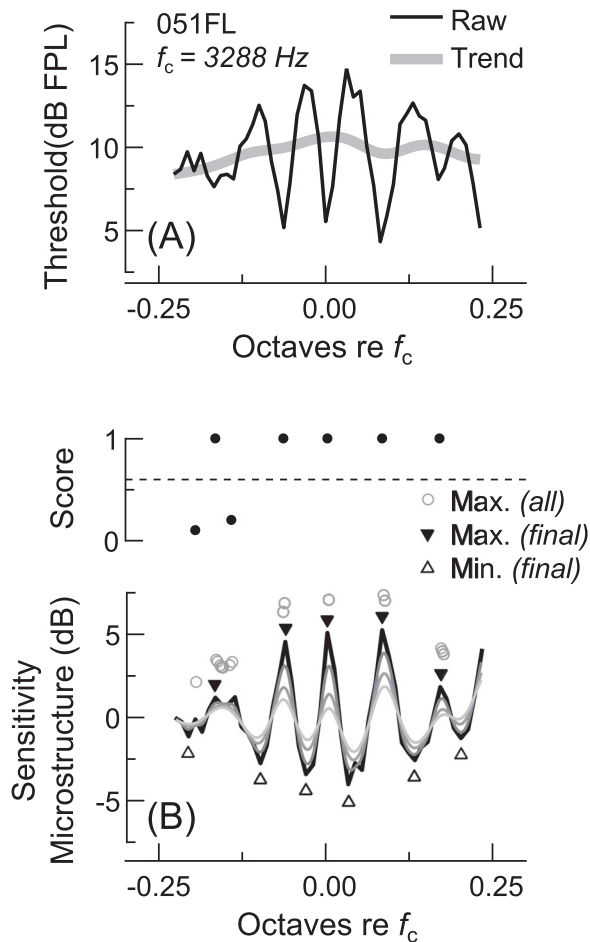 051FL
fc = 3288 Hz
Raw
Trend
15
10
5
Threshold(dB FPL)
(A)
-0.25 0.00 0.25
Octaves re fc
1
0
Score
Max. (all)
Max. (final)
Min. (final)
5
0
-5
Sensitivity
Microstructure (dB)
(B)
-0.25 0.00 0.25
Octaves re fc